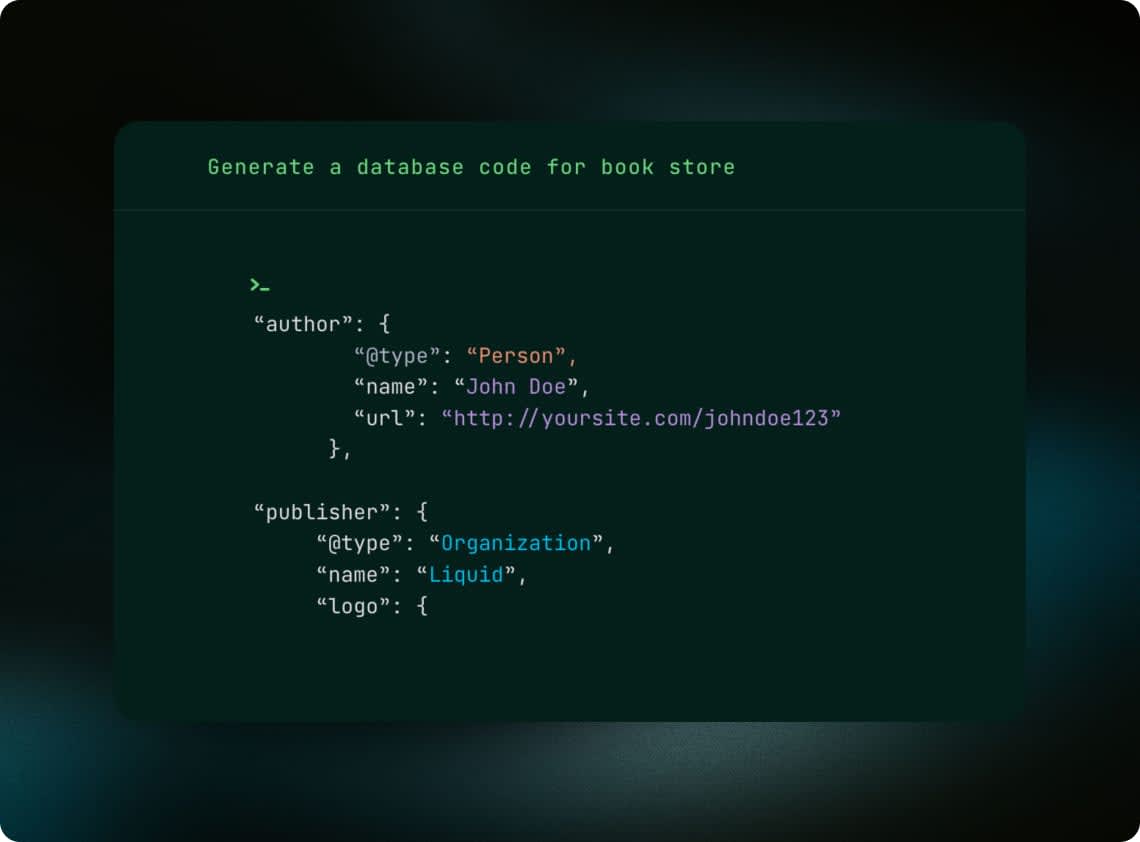 Generate a database code for book store
>_
“author”: {
“@type”: “Person”,
“name”: “John Doe”,
“url”: “http://yoursite.com/johndoe123”
},
“publisher”: {
“@type”: “Organization”,
“name”: “Liquid”,
“logo”: {